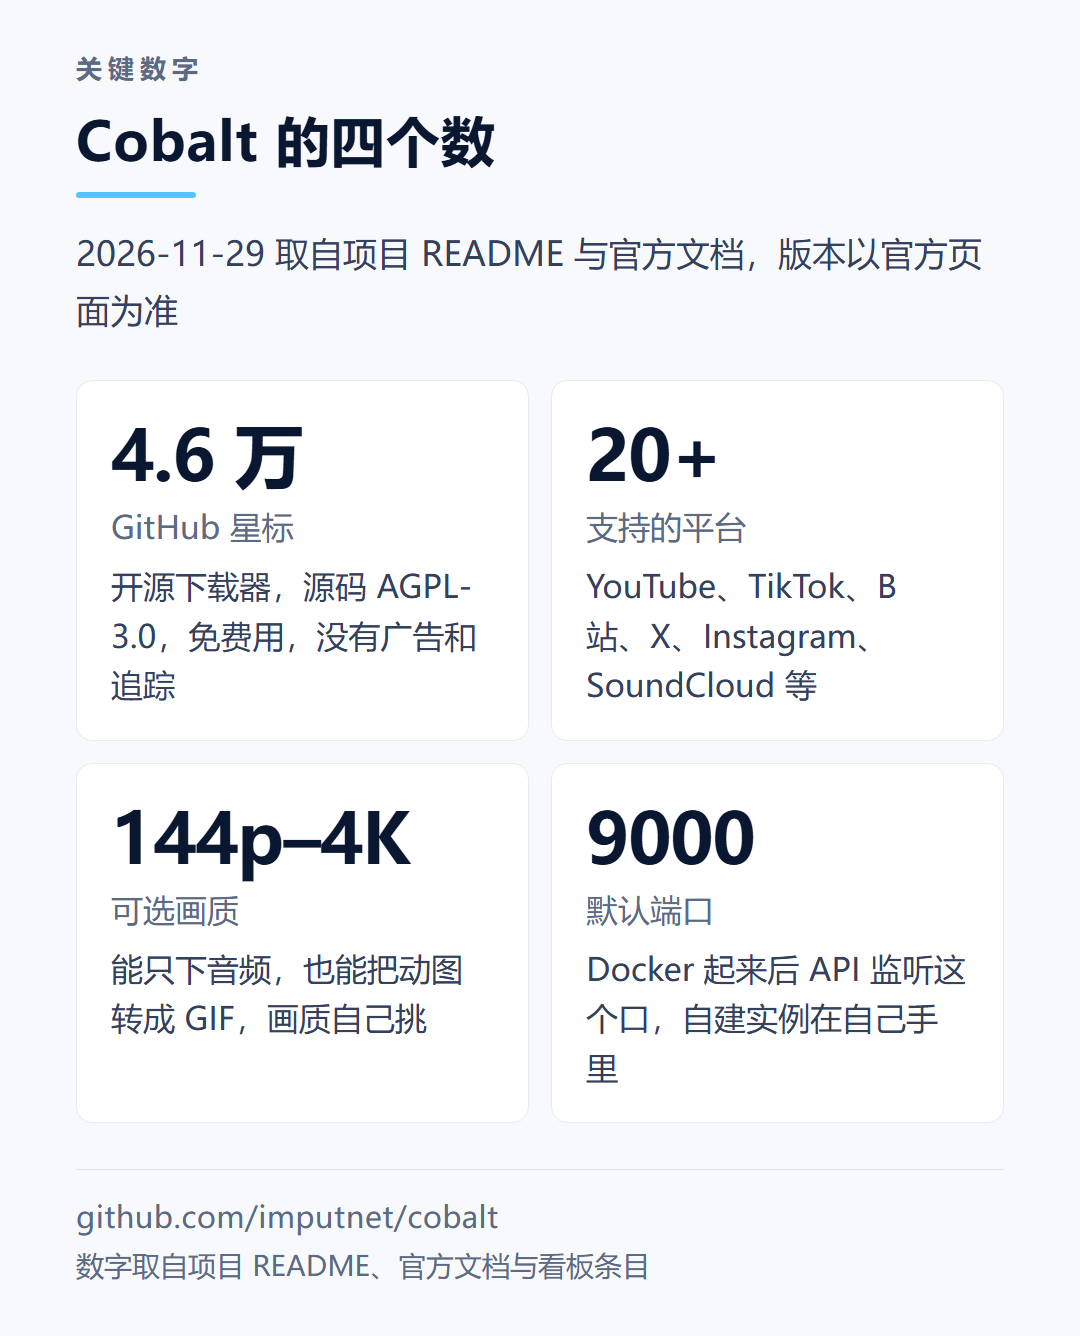 关键数字
Cobalt 的四个数
2026-11-29 取自项目 README 与官方文档，版本以官方页
面为准
4.6 万
GitHub 星标
开源下载器，源码 AGPL-
3.0，免费用，没有广告和
追踪
20+
支持的平台
YouTube、TikTok、B
站、X、Instagram、
SoundCloud 等
144p–4K
可选画质
能只下音频，也能把动图
转成 GIF，画质自己挑
9000
默认端口
Docker 起来后 API 监听这
个口，自建实例在自己手
里
github.com/imputnet/cobalt
数字取自项目 README、官方文档与看板条目